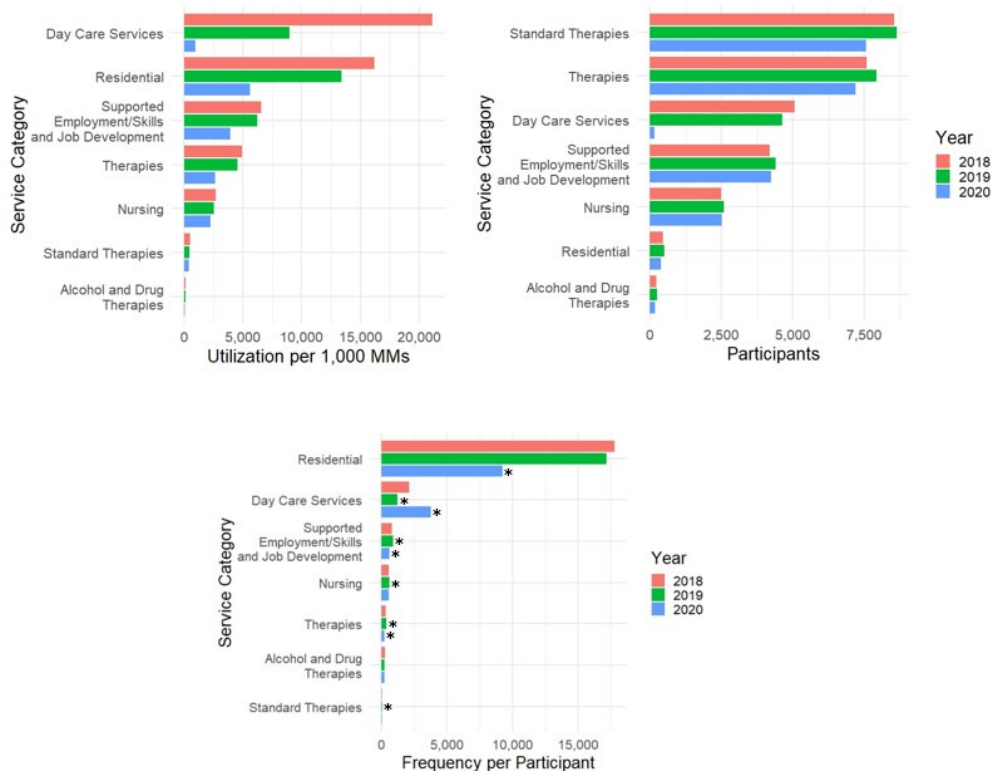 Service Category
Day Care Services
Residential
Supported
Employment/Skills
and Job Development
Therapies
Nursing
Standard Therapies
Alcohol and Drug
Therapies
0 5,000 10,000 15,000 20,000
Utilization per 1,000 MMs
Service Category
Standard Therapies
Therapies
Day Care Services
Supported
Employment/Skills
and Job Development
Nursing
Residential
Alcohol and Drug
Therapies
0 2,500 5,000 7,500
Participants
Year
2018
2019
2020
Service Category
Residential
*
Day Care Services *
*
Supported
Employment/Skills *
and Job Development *
Nursing *
Therapies *
*
Alcohol and Drug
Therapies
Standard Therapies *
0 5,000 10,000 15,000
Frequency per Participant
Year
2018
2019
2020